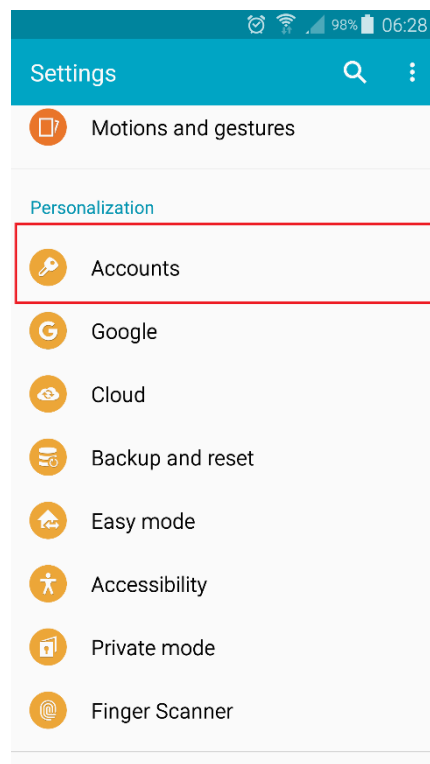 98% 06:28
Settings
Motions and gestures
Personalization
Accounts
Google
Cloud
Backup and reset
Easy mode
Accessibility
Private mode
Finger Scanner